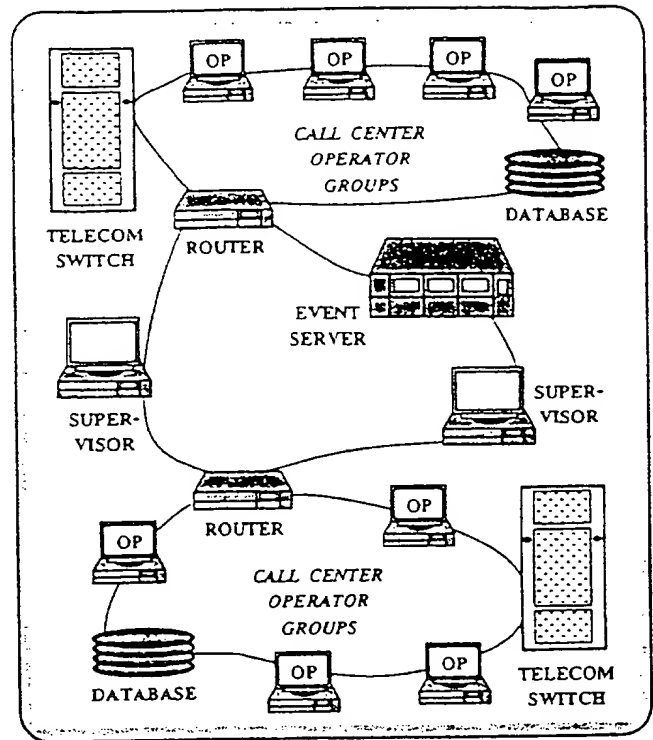 OP
OP
OP
OP
CALL CENTER
OPERATOR
GROUPS
TELECOM
SWITCH
ROUTER
DATABASE
EVENT
SERVER
SUPER-
VISOR
SUPER-
VISOR
ROUTER
OP
OP
CALL CENTER
OPERATOR
GROUPS
DATABASE
OP
OP
TELECOM
SWITCH